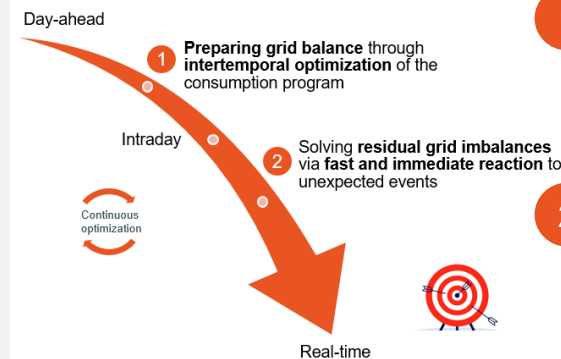 Day-ahead
1
Preparing grid balance through
intertemporal optimization of the
consumption program
Intraday
2
Solving residual grid imbalances
via fast and immediate reaction to
unexpected events
Continuous
optimization
Real-time